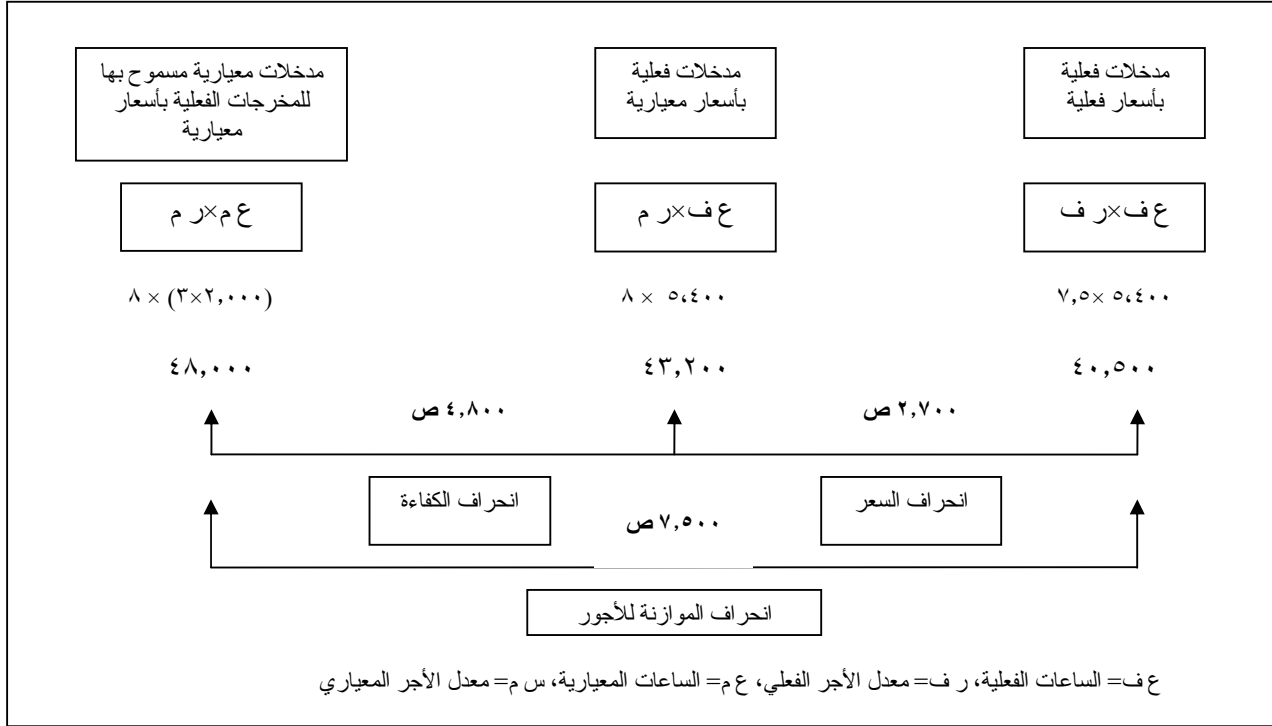 مدخلات فعلية
بأسعار فعلية
مدخلات فعلية
بأسعار معيارية
مدخلات معيارية مسموح بها
للمخرجات الفعلية بأسعار
معيارية
ع ف×ر ف
ع ف×ر م
ع م×ر م
٧,٥× ٥،٤٠٠
٨ × ٥،٤٠٠
٨ × (٣×٢,٠٠٠)
٤٠,٥٠٠
٤٣,٢٠٠
٤٨,٠٠٠
٢,٧٠٠ ص
٤,٨٠٠ ص
انحراف السعر
انحراف الكفاءة
٧,٥٠٠ ص
انحراف الموازنة للأجور
ع ف= الساعات الفعلية، ر ف= معدل الأجر الفعلي، ع م= الساعات المعيارية، س م= معدل الأجر المعياري